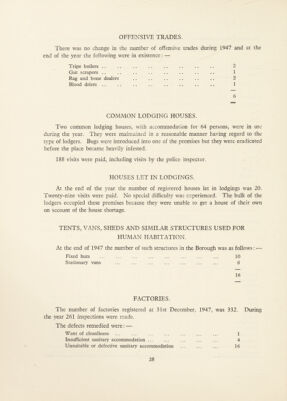 OFFENSIVE TRADES.
There was no change in the number of offensive trades during 1947 and at the
end of the year the following were in existence: —
Tripe boilers .. .. .. .. .. .. .. .. 2
Gut scrapers .. .. .. .. .. .. .. .. 1
Rag and bone dealers .. .. .. .. .. .. 2
Blood driers .. .. .. .. .. .. .. .. 1
—
6
—
COMMON LODGING HOUSES.
Two common lodging houses, with accommodation for 64 persons, were in use
during the year. They were maintained in a reasonable manner having regard to the
type of lodgers. Bugs were introduced into one of the premises but they were eradicated
before the place became heavily infested.
188 visits were paid, including visits by the police inspector.
HOUSES LET IN LODGINGS.
At the end of the year the number of registered houses let in lodgings was 20.
Twenty-nine visits were paid. No special difficulty was experienced. The bulk of the
lodgers occupied these premises because they were unable to get a house of their own
on account of the house shortage.
TENTS, VANS, SHEDS AND SIMILAR STRUCTURES USED FOR
HUMAN HABITATION.
At the end of 1947 the number of such structures in the Borough was as follows: —
Fixed huts .. .. .. .. .. .. .. .. 10
Stationary vans .. .. .. .. .. .. .. 6
—
16
—
FACTORIES.
The number of factories registered at 31st December, 1947, was 332. During
the year 261 inspections were made.
The defects remedied were: —
Want of cleanliness .. .. .. .. .. .. 1
Insufficient sanitary accommodation .. .. .. .. 4
Unsuitable or defective sanitary accommodation .. .. .. 16
28